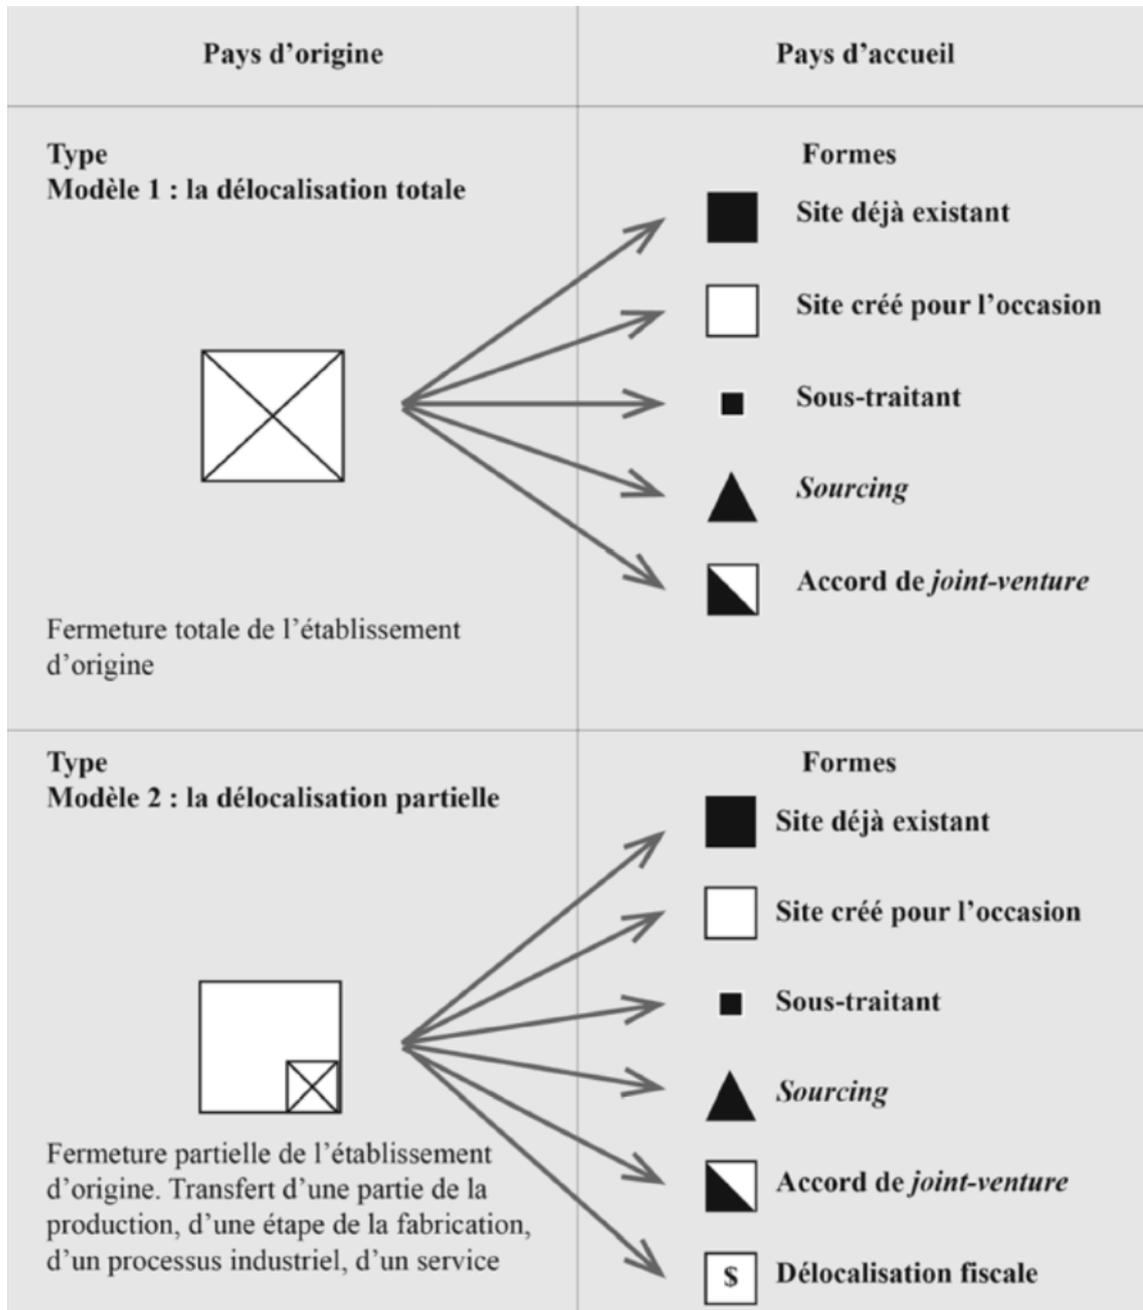 Pays d'origine
Pays d'accueil
Type
Modèle 1 : la délocalisation totale
Formes
Site déjà existant
Site créé pour l'occasion
Sous-traitant
Sourcing
Accord de joint-venture
Fermeture totale de l'établissement
d'origine
Type
Modèle 2 : la délocalisation partielle
Formes
Site déjà existant
Site créé pour l'occasion
Sous-traitant
Sourcing
Accord de joint-venture
$ Délocalisation fiscale
Fermeture partielle de l'établissement
d'origine. Transfert d'une partie de la
production, d'une étape de la fabrication,
d'un processus industriel, d'un service